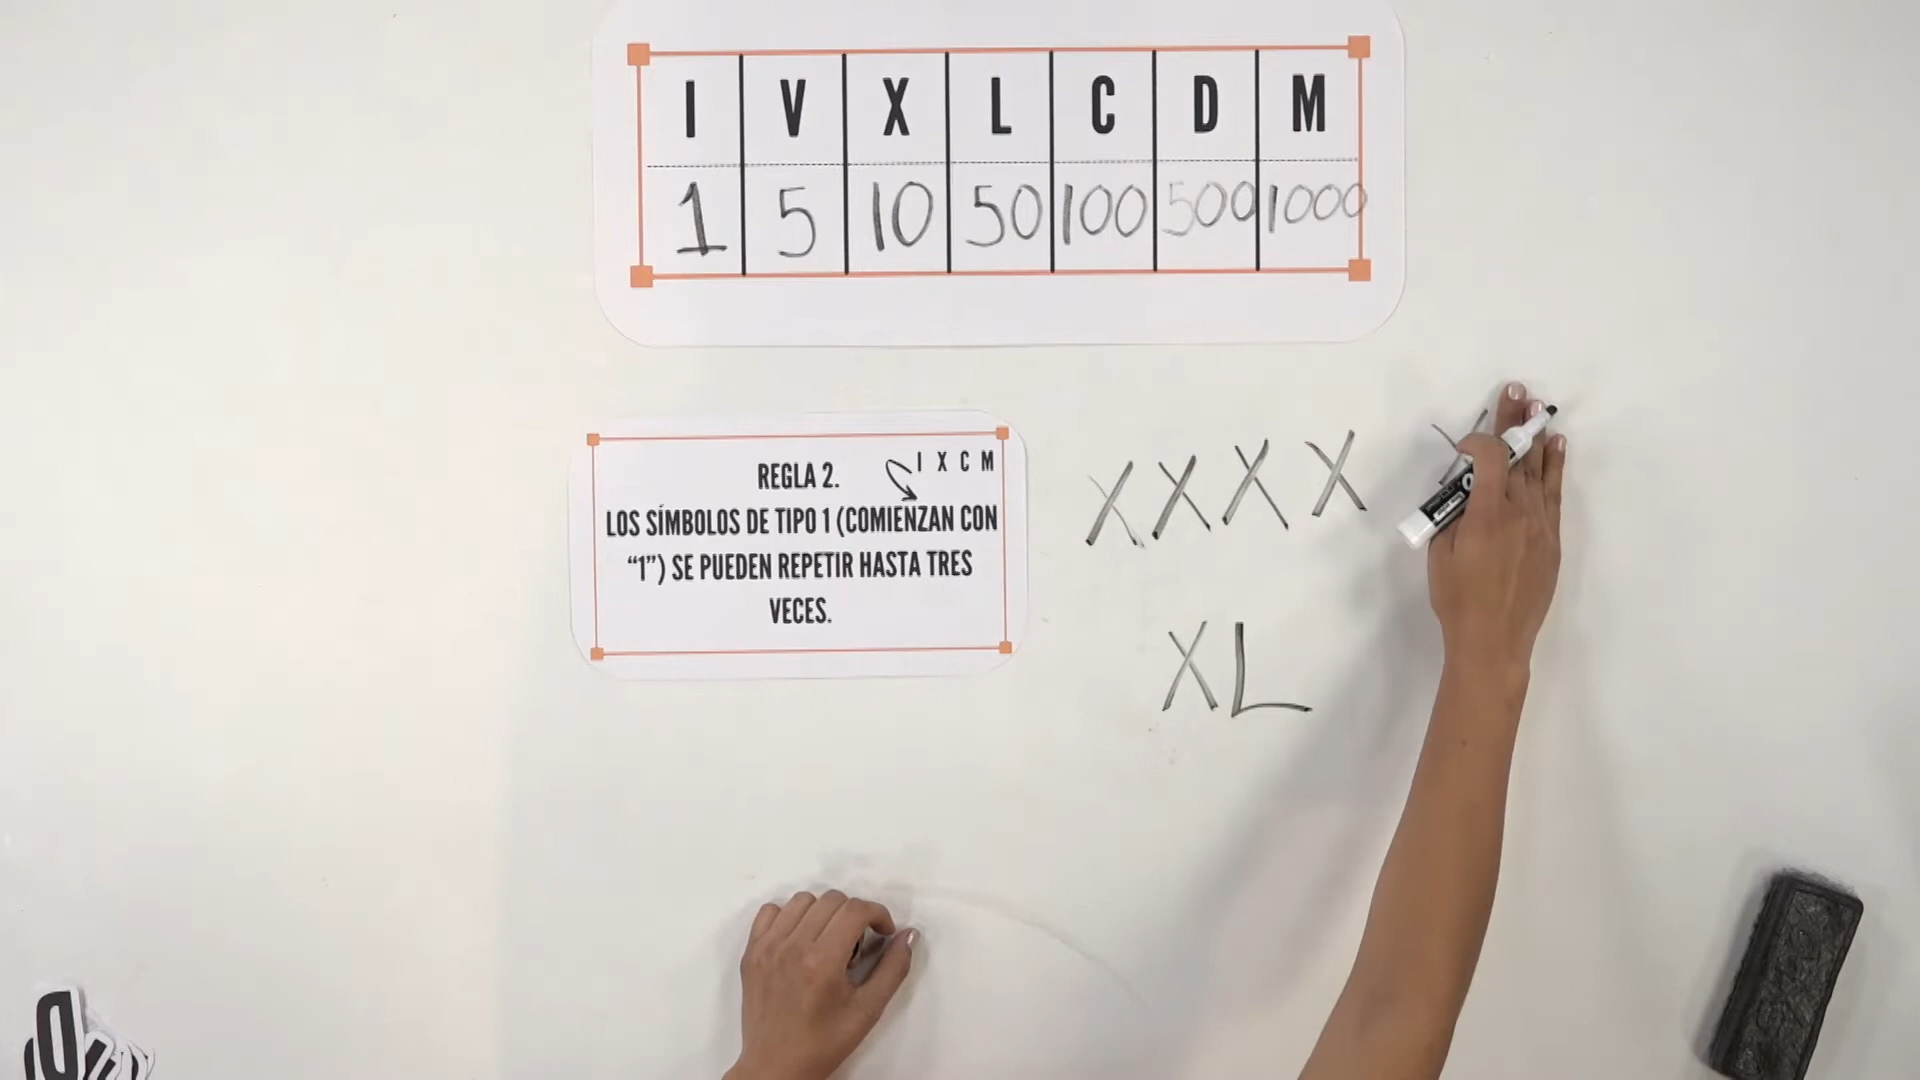 I V X L C D M
1 5 10 50 100 500 1000
I X C M
REGLA 2.
LOS SÍMBOLOS DE TIPO 1 (COMIENZAN CON
“1”) SE PUEDEN REPETIR HASTA TRES
VECES.
X X X X
XL
D